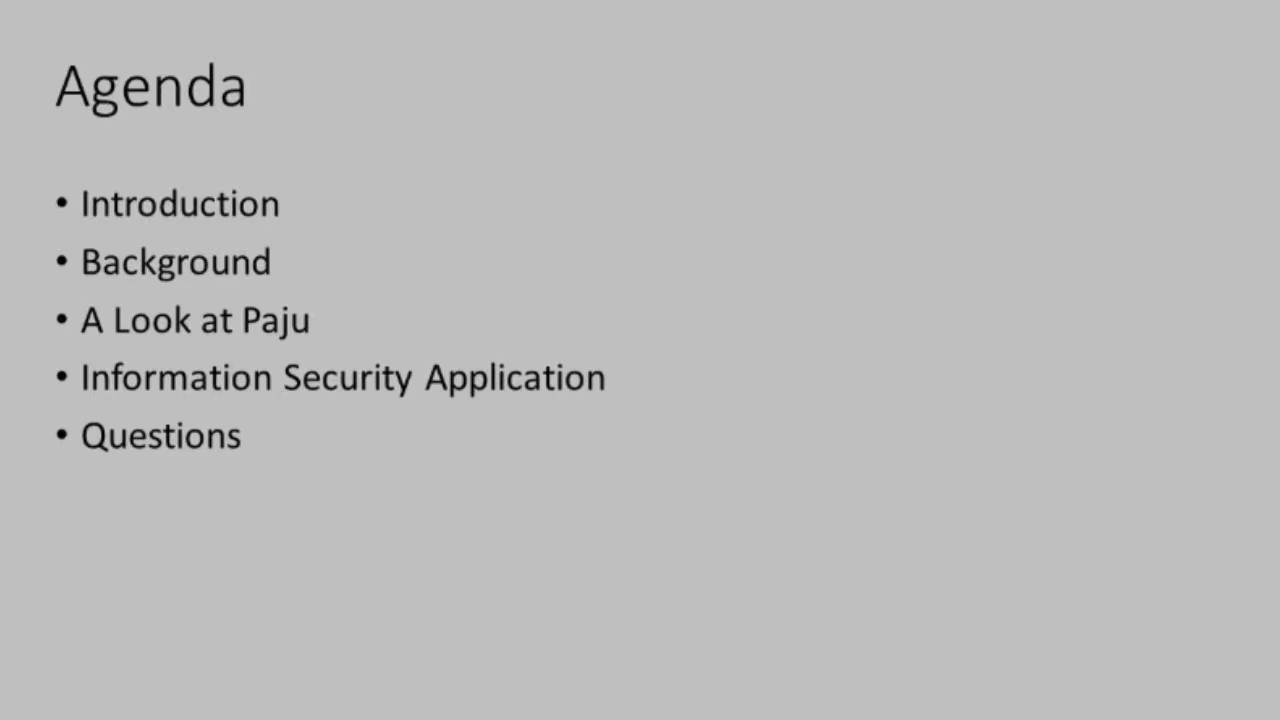 Agenda
• Introduction
• Background
• A Look at Paju
• Information Security Application
• Questions